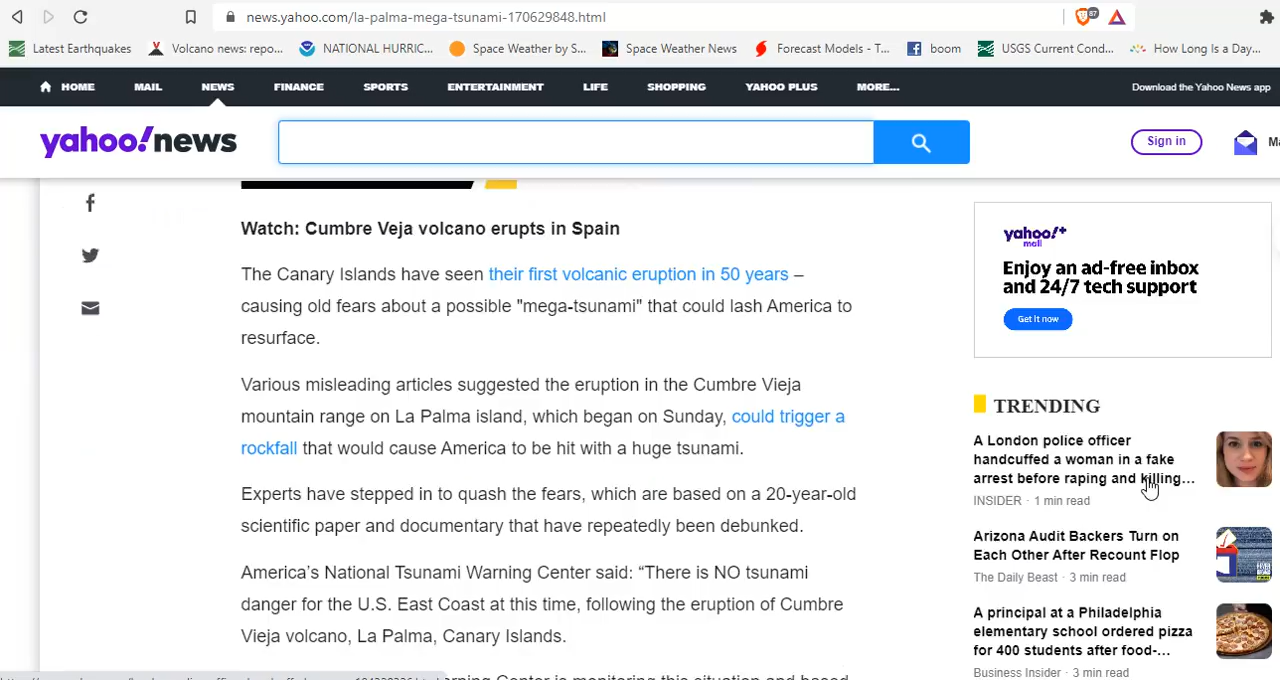 news.yahoo.com/la-palma-mega-tsunami-170629848.html
87
Latest Earthquakes
Volcano news: repo...
NATIONAL HURRIC...
Space Weather by S...
Space Weather News
Forecast Models - T...
boom
USGS Current Cond...
How Long Is a Day...
HOME
MAIL
NEWS
FINANCE
SPORTS
ENTERTAINMENT
LIFE
SHOPPING
YAHOO PLUS
MORE...
Download the Yahoo News app
yahoo!news
Sign in
Watch: Cumbre Veja volcano erupts in Spain
The Canary Islands have seen their first volcanic eruption in 50 years –
causing old fears about a possible "mega-tsunami" that could lash America to
resurface.
Various misleading articles suggested the eruption in the Cumbre Vieja
mountain range on La Palma island, which began on Sunday, could trigger a
rockfall that would cause America to be hit with a huge tsunami.
Experts have stepped in to quash the fears, which are based on a 20-year-old
scientific paper and documentary that have repeatedly been debunked.
America’s National Tsunami Warning Center said: “There is NO tsunami
danger for the U.S. East Coast at this time, following the eruption of Cumbre
Vieja volcano, La Palma, Canary Islands.
yahoo!+
mail
Enjoy an ad-free inbox
and 24/7 tech support
Get it now
TRENDING
A London police officer
handcuffed a woman in a fake
arrest before raping and killing...
INSIDER · 1 min read
Arizona Audit Backers Turn on
Each Other After Recount Flop
The Daily Beast · 3 min read
A principal at a Philadelphia
elementary school ordered pizza
for 400 students after food-...
Business Insider · 3 min read